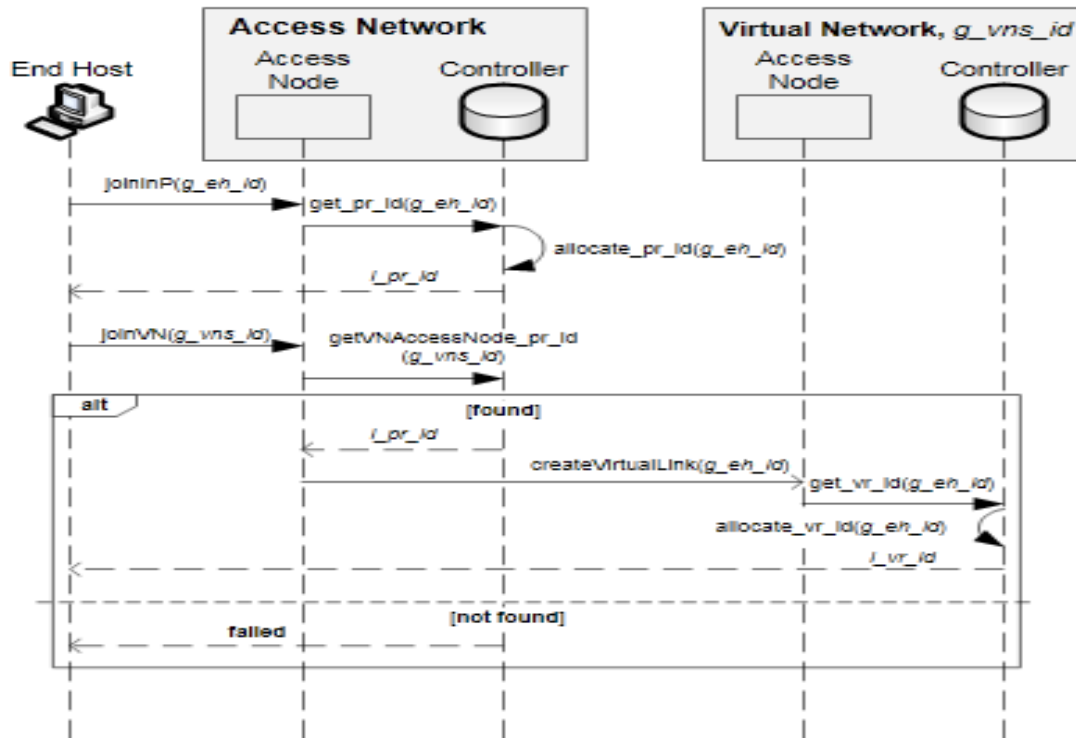 Access Network
Virtual Network, g_vns_id
End Host
Access
Node
Controller
Access
Node
Controller
joinInP(g_eh_id)
get_pr_id(g_eh_id)
allocate_pr_id(g_eh_id)
l_pr_id
joinVN(g_vns_id)
getVNAccessNode_pr_id
(g_vns_id)
alt
[found]
l_pr_id
createVirtualLink(g_eh_id)
get_vr_id(g_eh_id)
allocate_vr_id(g_eh_id)
l_vr_id
[not found]
failed